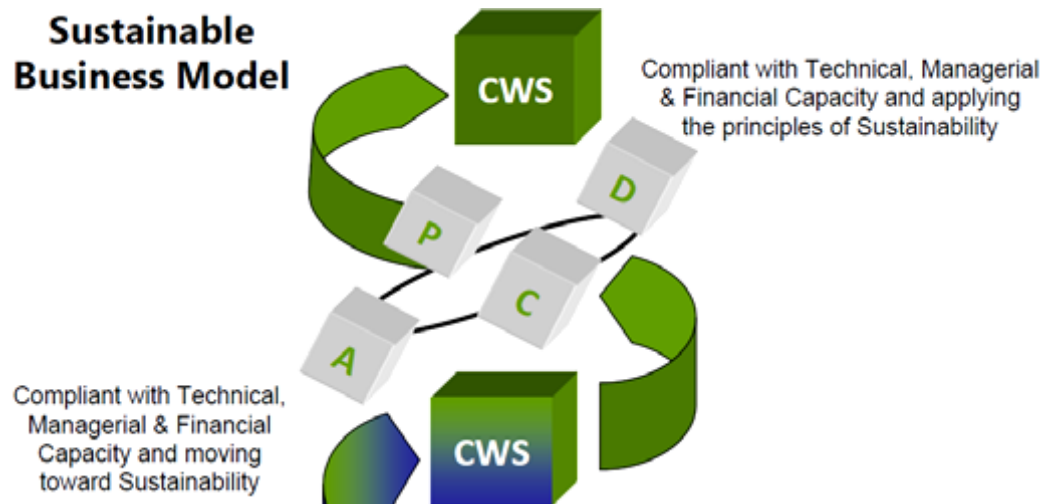 Sustainable
Business Model
CWS
Compliant with Technical, Managerial
& Financial Capacity and applying
the principles of Sustainability
D
P
C
A
Compliant with Technical,
Managerial & Financial
Capacity and moving
toward Sustainability
CWS